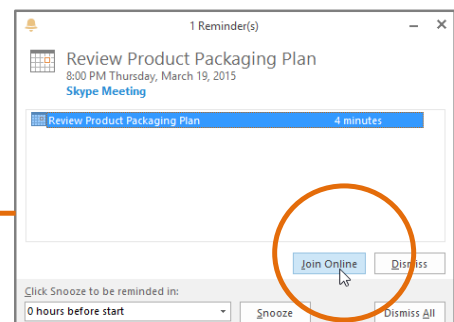 1 Reminder(s)
Review Product Packaging Plan
8:00 PM Thursday, March 19, 2015
Skype Meeting
Review Product Packaging Plan 4 minutes
Join Online Dismiss
Click Snooze to be reminded in:
0 hours before start Snooze Dismiss All